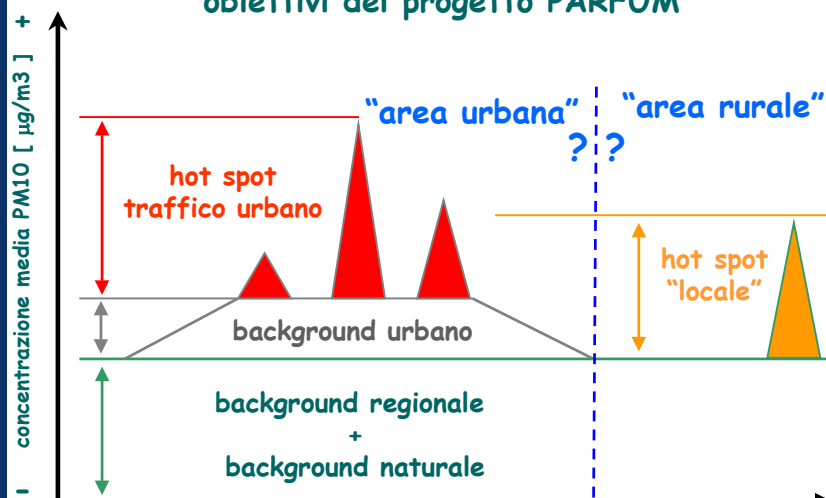 obiettivi del progetto PARFUM
- concentrazione media PM10 [ µg/m3 ] +
“area urbana”
“area rurale”
? ?
hot spot
traffico urbano
hot spot
“locale”
background urbano
background regionale
+
background naturale